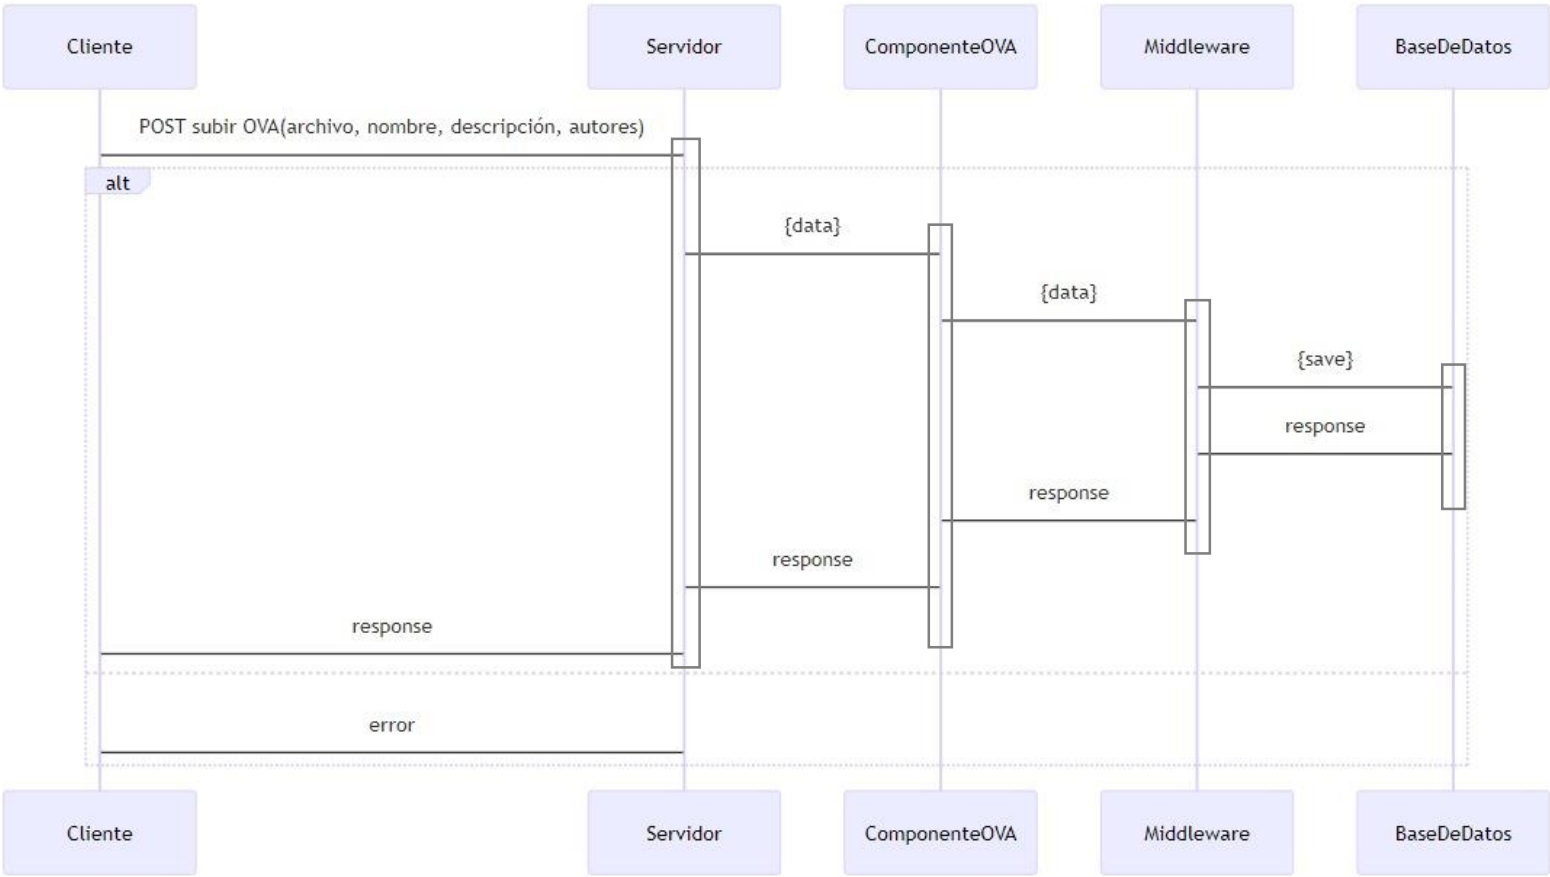 Cliente
Servidor
ComponenteOVA
Middleware
BaseDeDatos
POST subir OVA(archivo, nombre, descripción, autores)
alt
{data}
{data}
{save}
response
response
response
response
error
Cliente
Servidor
ComponenteOVA
Middleware
BaseDeDatos